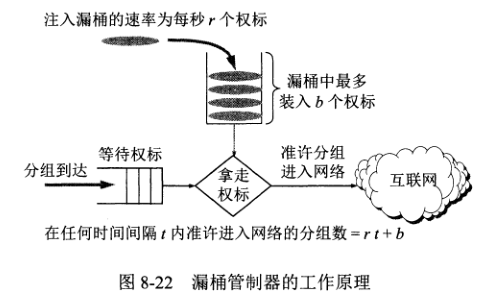 注入漏桶的速率为每秒 r 个权标
漏桶中最多
装入 b 个权标
分组到达
等待权标
拿走
权标
准许分组
进入网络
互联网
在任何时间间隔 t 内准许进入网络的分组数 = r t + b
图 8-22 漏桶管制器的工作原理